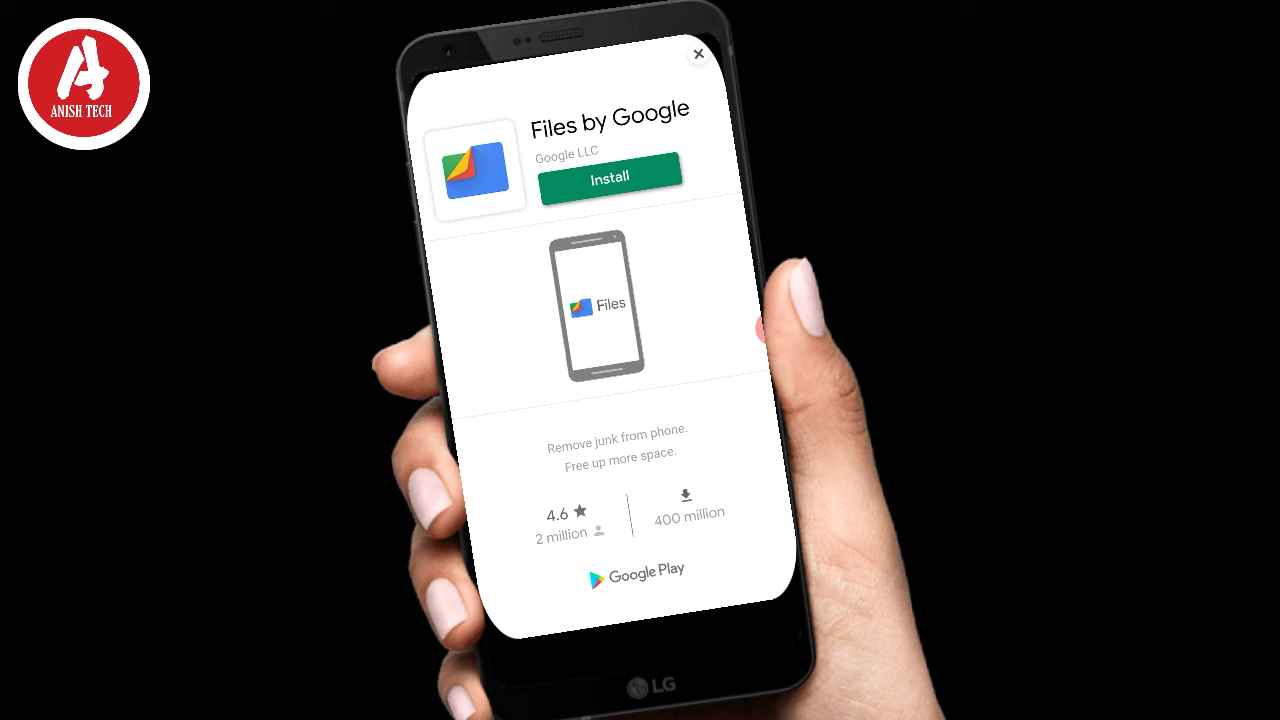 A
ANISH TECH
Files by Google
Google LLC
Install
Files
Remove junk from phone.
Free up more space.
4.6
2 million
400 million
Google Play
LG